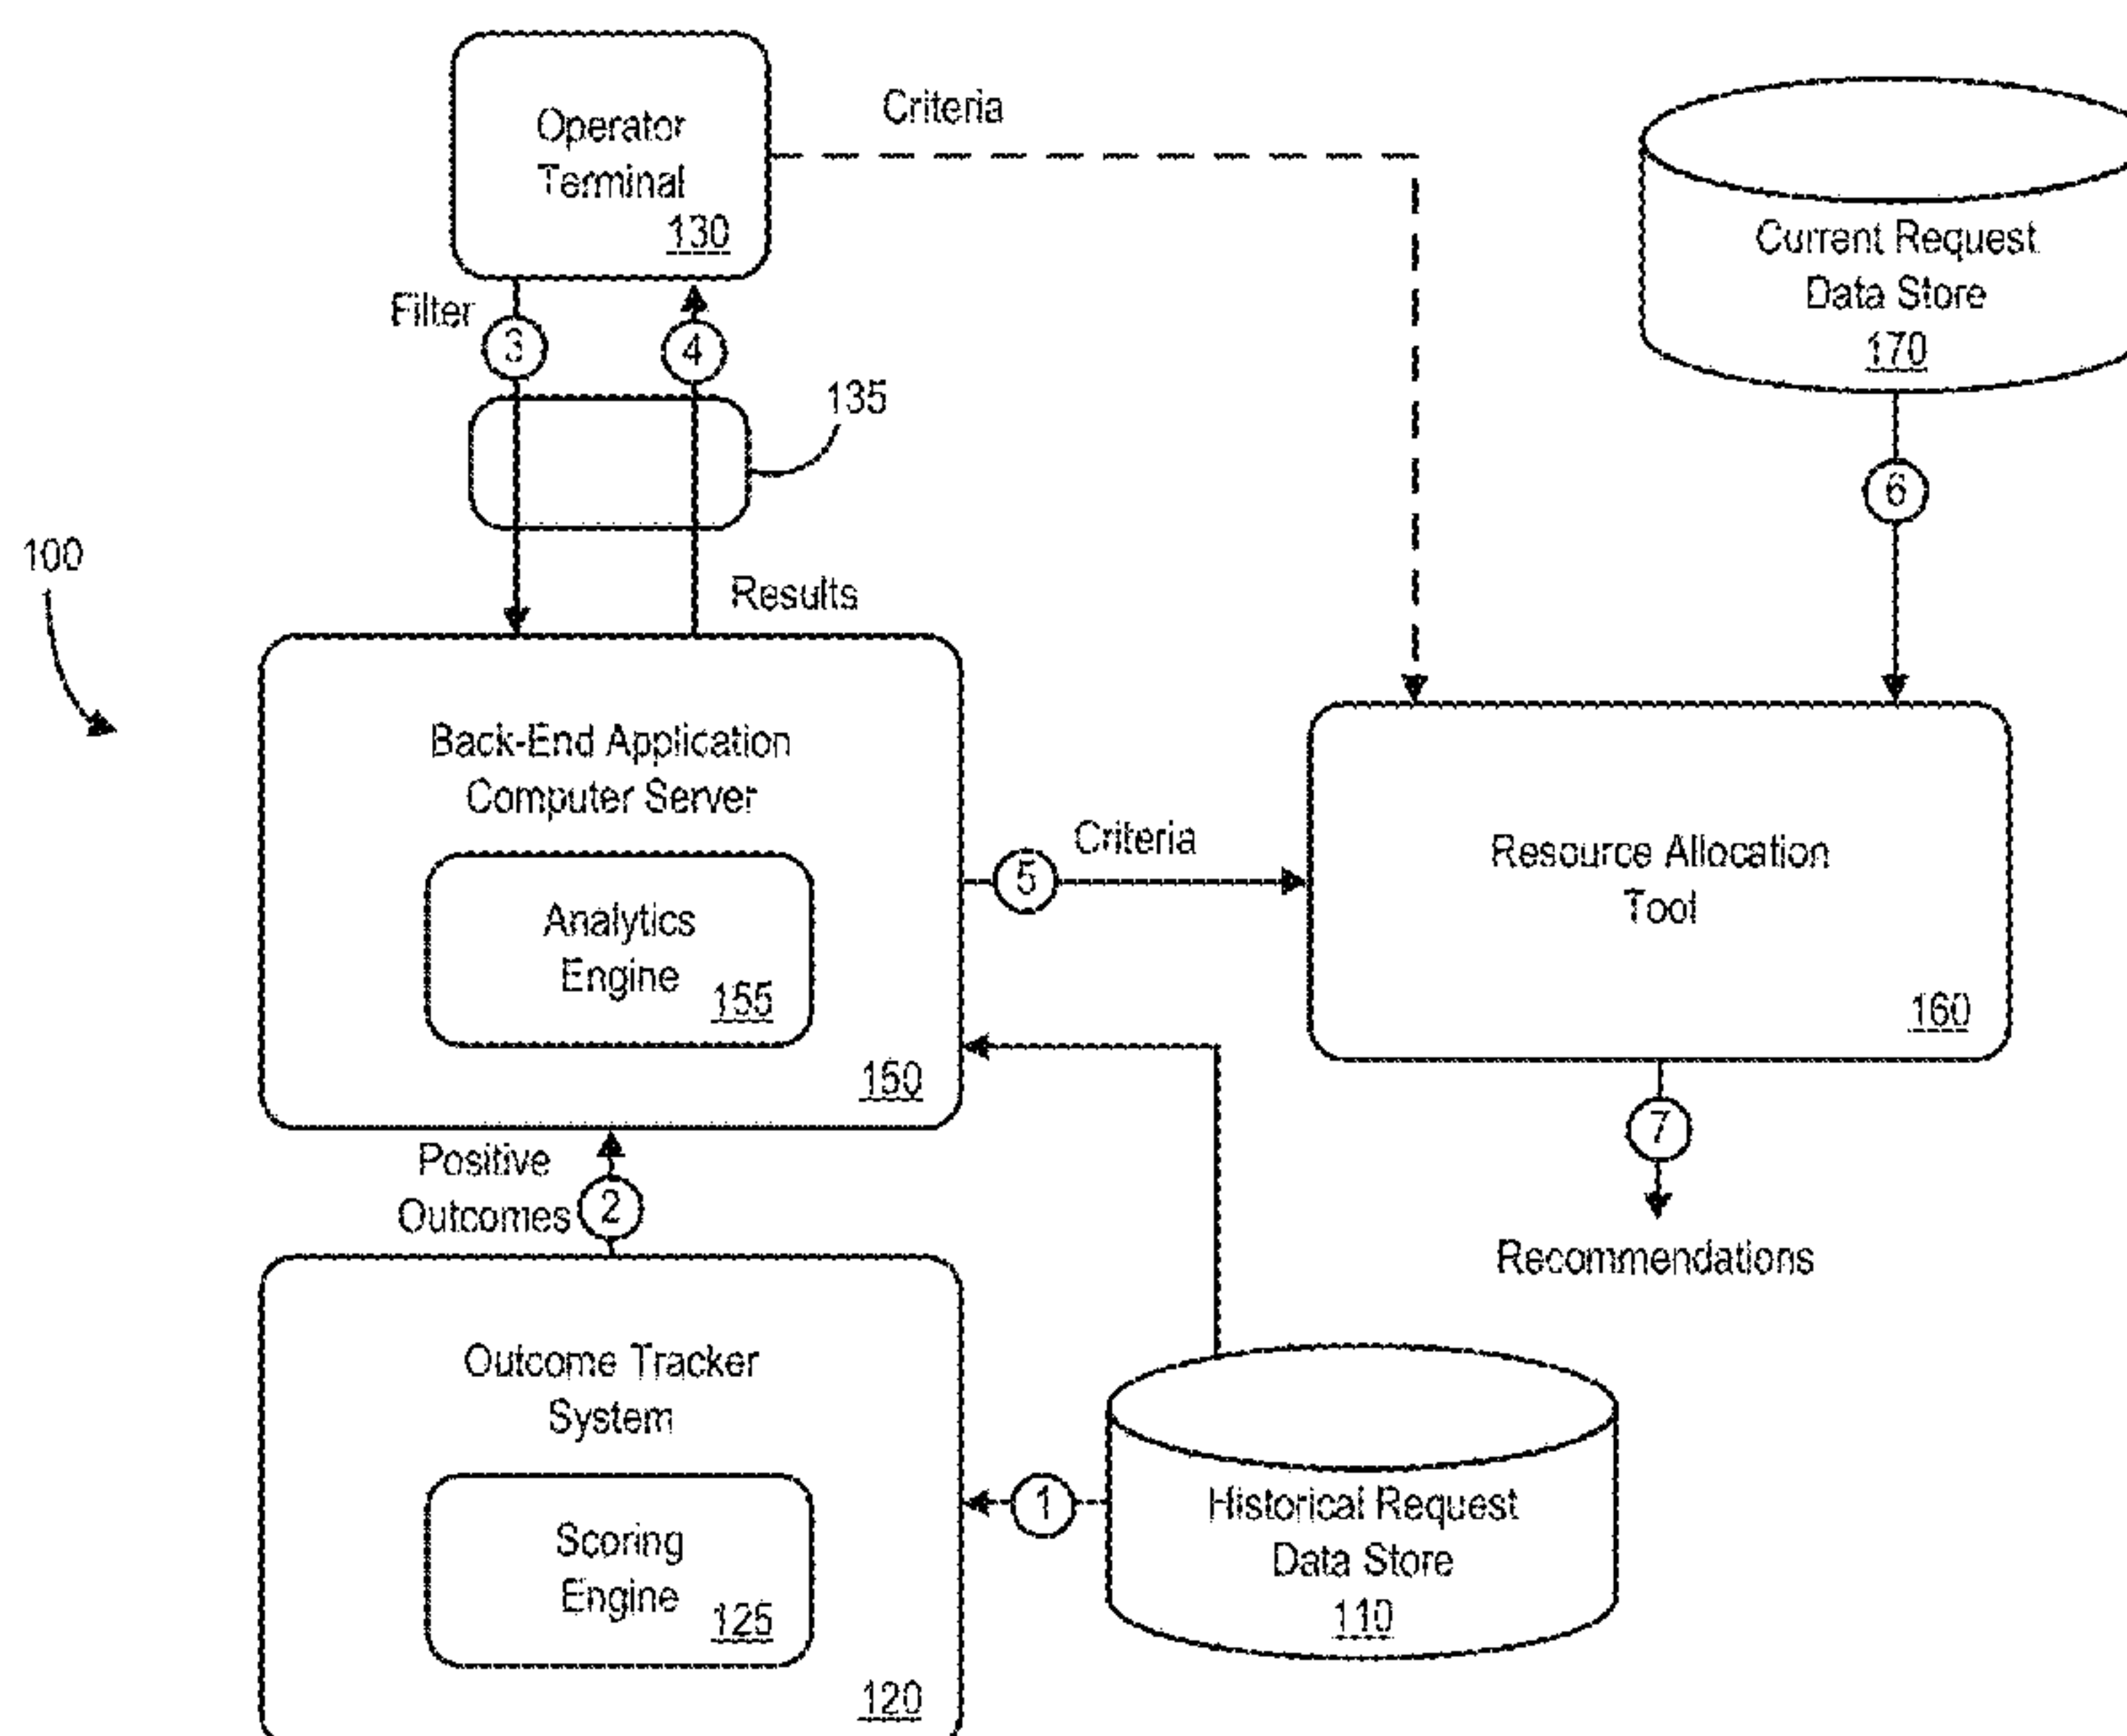 Operator
Terminal
130
Criteria
Current Request
Data Store
170
Filter
3
4
135
6
100
Results
Back-End Application
Computer Server
Analytics
Engine
155
150
5
Criteria
Resource Allocation
Tool
160
Positive
Outcomes
2
7
Recommendations
Outcome Tracker
System
Scoring
Engine
125
120
1
Historical Request
Data Store
110